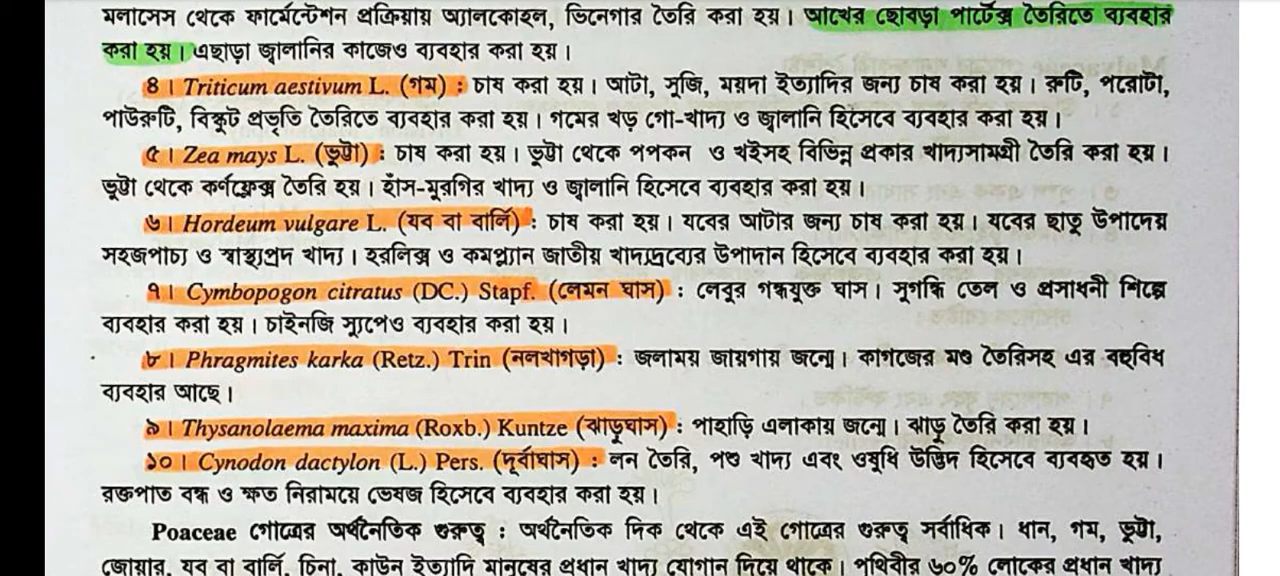 মলাসেস থেকে ফার্মেন্টেশন প্রক্রিয়ায় অ্যালকোহল, ভিনেগার তৈরি করা হয়। আখের ছোবড়া পার্টেক্স তৈরিতে ব্যবহার
করা হয়। এছাড়া জ্বালানির কাজেও ব্যবহার করা হয়।
৪। Triticum aestivum L. (গম) : চাষ করা হয়। আটা, সুজি, ময়দা ইত্যাদির জন্য চাষ করা হয়। রুটি, পরোটা,
পাউরুটি, বিস্কুট প্রভৃতি তৈরিতে ব্যবহার করা হয়। গমের খড় গো-খাদ্য ও জ্বালানি হিসেবে ব্যবহার করা হয়।
৫। Zea mays L. (ভুট্টা) : চাষ করা হয়। ভুট্টা থেকে পপকন ও খইসহ বিভিন্ন প্রকার খাদ্যসামগ্রী তৈরি করা হয়।
ভুট্টা থেকে কর্ণফ্লেক্স তৈরি হয়। হাঁস-মুরগির খাদ্য ও জ্বালানি হিসেবে ব্যবহার করা হয়।
৬। Hordeum vulgare L. (যব বা বার্লি) : চাষ করা হয়। যবের আটার জন্য চাষ করা হয়। যবের ছাতু উপাদেয়
সহজপাচ্য ও স্বাস্থ্যপ্রদ খাদ্য। হরলিক্স ও কমপ্ল্যান জাতীয় খাদ্যদ্রব্যের উপাদান হিসেবে ব্যবহার করা হয়।
৭। Cymbopogon citratus (DC.) Stapf. (লেমন ঘাস) : লেবুর গন্ধযুক্ত ঘাস। সুগন্ধি তেল ও প্রসাধনী শিল্পে
ব্যবহার করা হয়। চাইনজি স্যুপেও ব্যবহার করা হয়।
৮। Phragmites karka (Retz.) Trin (নলখাগড়া) : জলাময় জায়গায় জন্মে। কাগজের মণ্ড তৈরিসহ এর বহুবিধ
ব্যবহার আছে।
৯। Thysanolaema maxima (Roxb.) Kuntze (ঝাড়ুঘাস) : পাহাড়ি এলাকায় জন্মে। ঝাড়ু তৈরি করা হয়।
১০। Cynodon dactylon (L.) Pers. (দূর্বাঘাস) : লন তৈরি, পশু খাদ্য এবং ওষুধি উদ্ভিদ হিসেবে ব্যবহৃত হয়।
রক্তপাত বন্ধ ও ক্ষত নিরাময়ে ভেষজ হিসেবে ব্যবহার করা হয়।
Poaceae গোত্রের অর্থনৈতিক গুরুত্ব : অর্থনৈতিক দিক থেকে এই গোত্রের গুরুত্ব সর্বাধিক। ধান, গম, ভুট্টা,
জোয়ার, যব বা বার্লি, চিনা, কাউন ইত্যাদি মানুষের প্রধান খাদ্য যোগান দিয়ে থাকে। পৃথিবীর ৬০% লোকের প্রধান খাদ্য